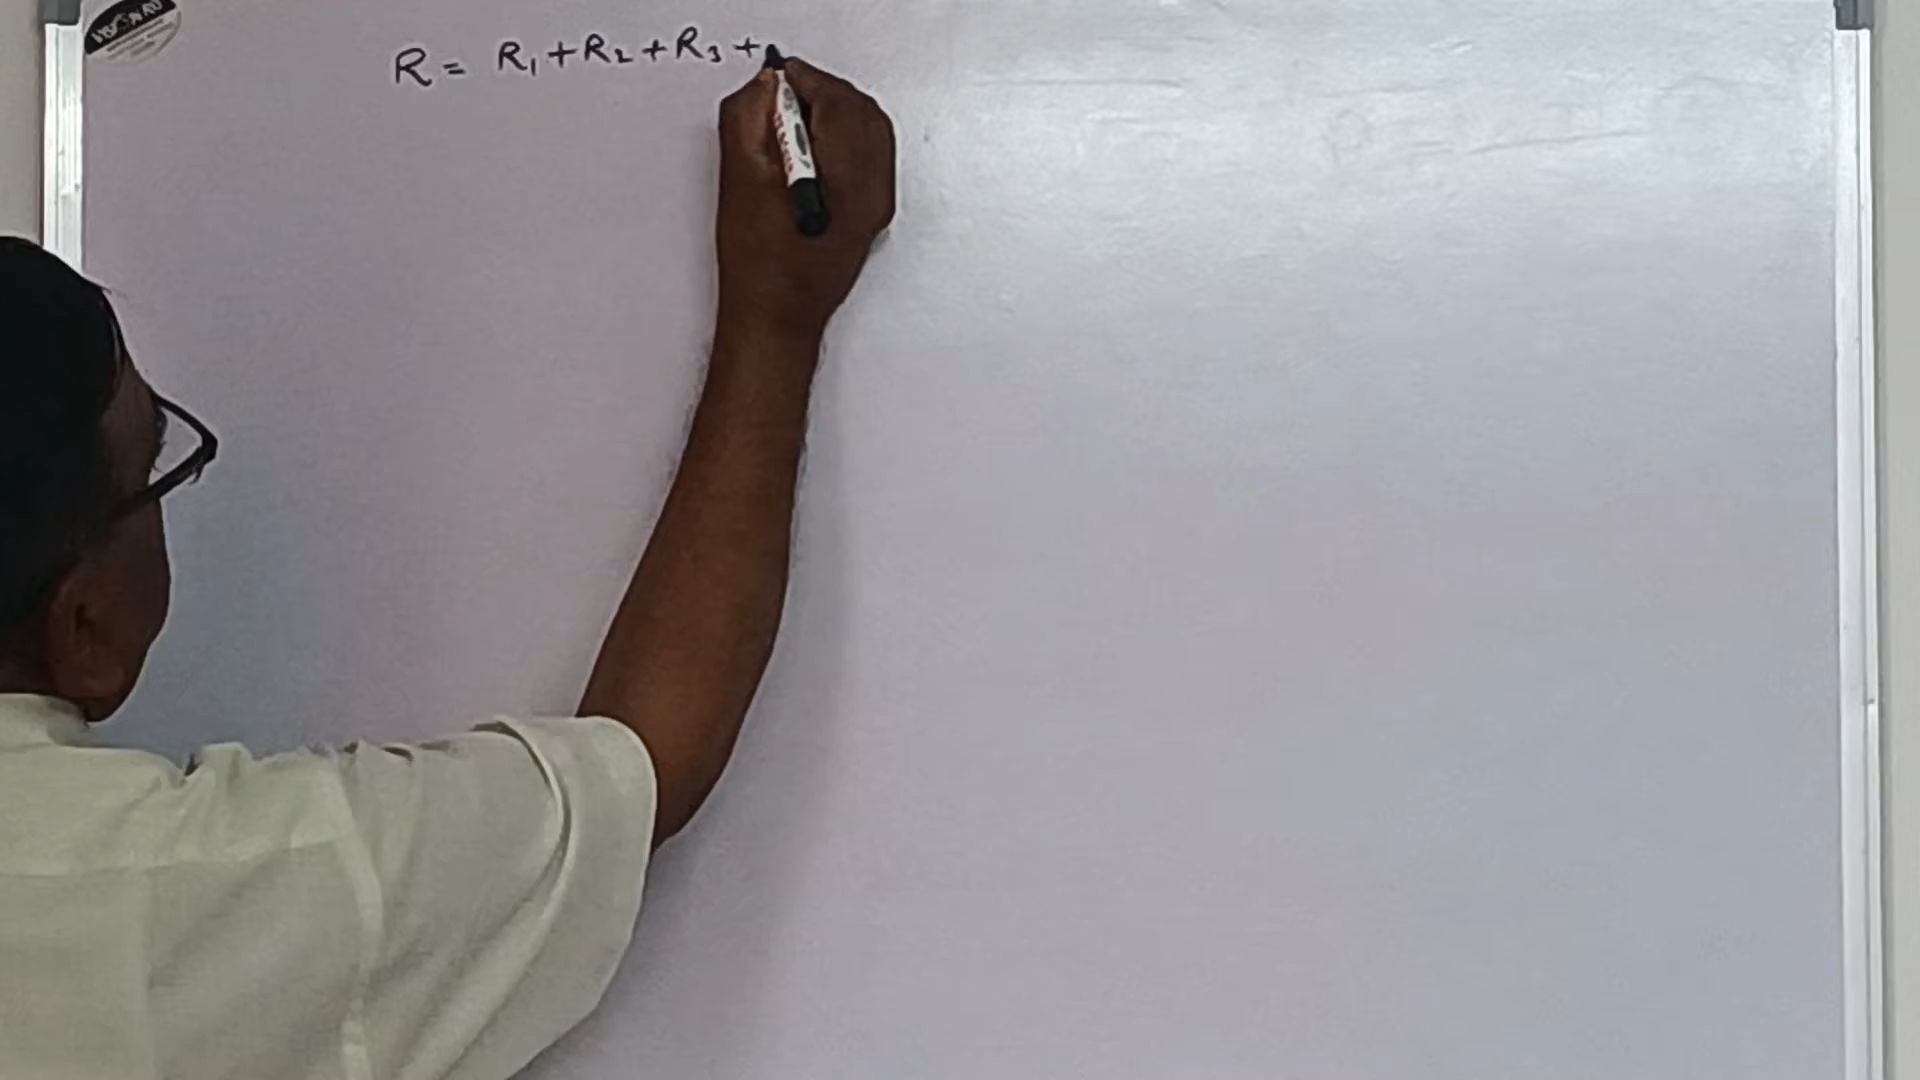 R = R₁ + R₂ + R₃ +